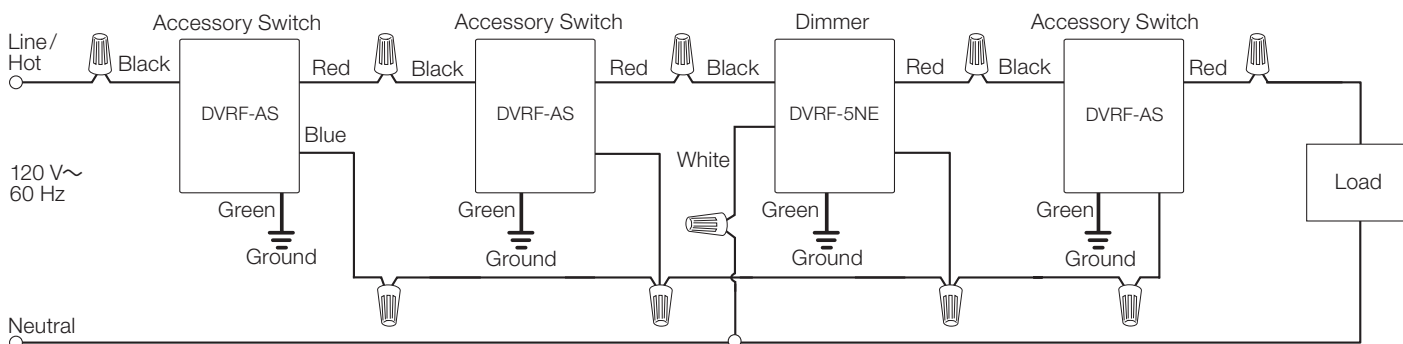 Accessory Switch
Accessory Switch
Dimmer
Accessory Switch
Line/
Hot
Black
Red
Black
Red
Black
Red
Black
Red
DVRF-AS
DVRF-AS
DVRF-5NE
DVRF-AS
Blue
White
120 V~
60 Hz
Load
Green
Green
Green
Green
Ground
Ground
Ground
Ground
Neutral